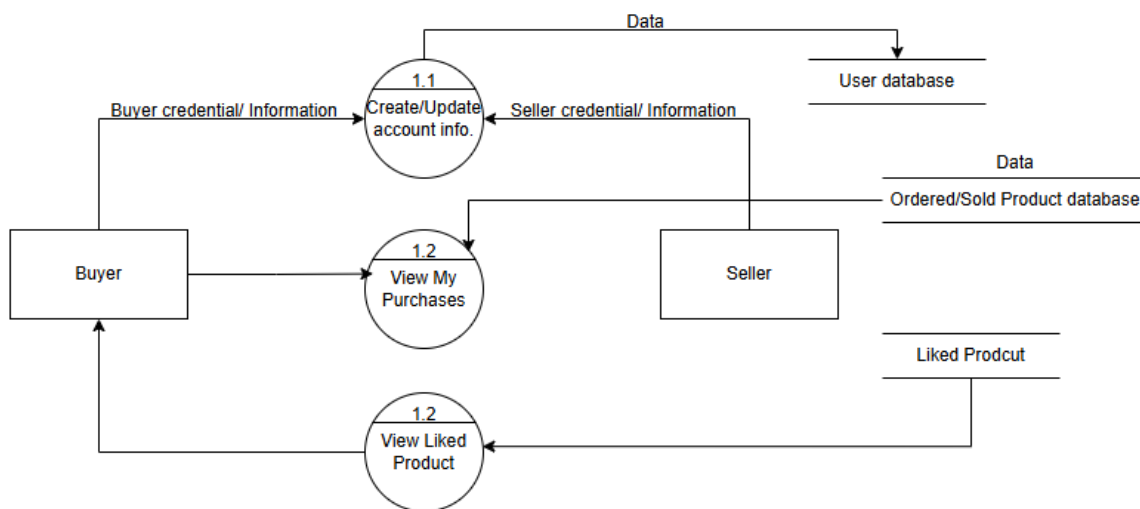 Data
1.1
Create/Update
account info.
User database
Buyer credential/ Information
Seller credential/ Information
Data
Ordered/Sold Product database
1.2
View My
Purchases
Buyer
Seller
Liked Prodcut
1.2
View Liked
Product